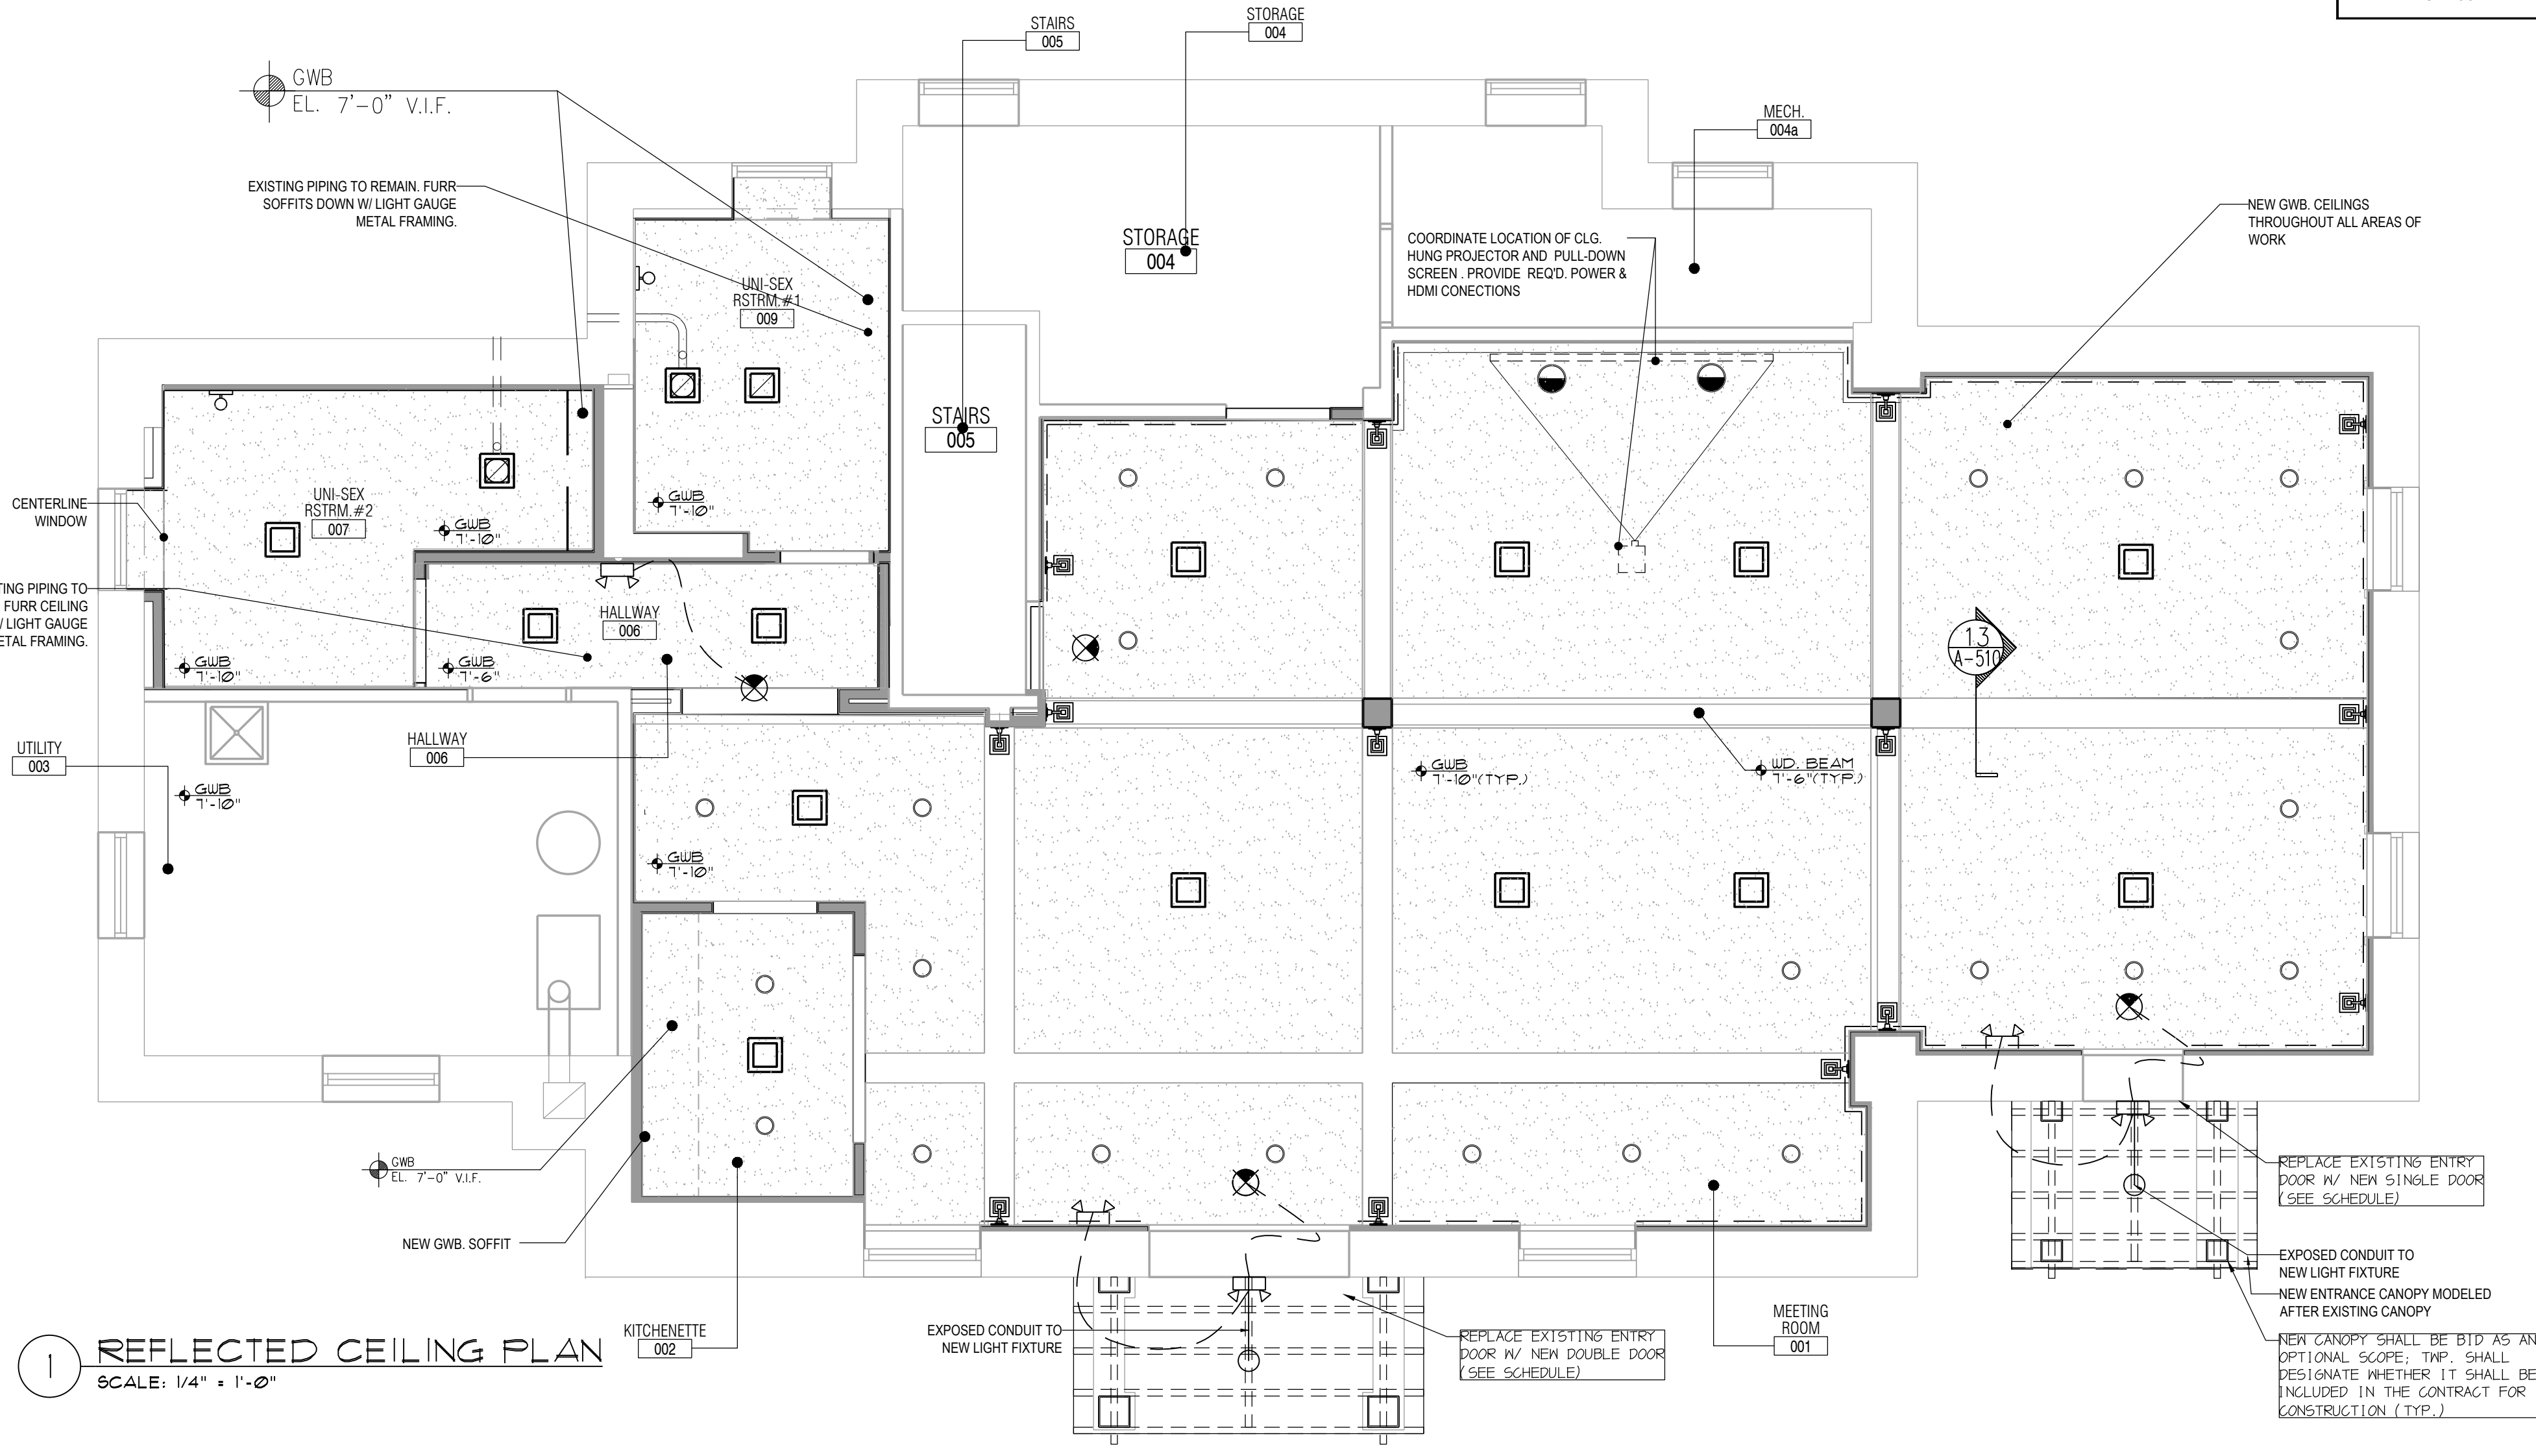 STAIRS
005
STORAGE
004
GWB
EL. 7'-0" V.I.F.
MECH.
004a
EXISTING PIPING TO REMAIN. FURR
SOFFITS DOWN W/ LIGHT GAUGE
METAL FRAMING.
NEW GWB. CEILINGS
THROUGHOUT ALL AREAS OF
WORK
STORAGE
004
COORDINATE LOCATION OF CLG.
HUNG PROJECTOR AND PULL-DOWN
SCREEN . PROVIDE REQ'D. POWER &
HDMI CONECTIONS
UNI-SEX
RSTRM.#1
009
STAIRS
005
CENTERLINE
WINDOW
UNI-SEX
RSTRM.#2
007
GWB
7'-10"
GWB
7'-10"
TING PIPING TO
FURR CEILING
/ LIGHT GAUGE
ETAL FRAMING.
HALLWAY
006
GWB
7'-10"
GWB
7'-6"
1.3
A-510
UTILITY
003
HALLWAY
006
GWB
7'-10"
GWB
7'-10"(TYP.)
WD. BEAM
7'-6"(TYP.)
GWB
7'-10"
GWB
EL. 7'-0" V.I.F.
NEW GWB. SOFFIT
REPLACE EXISTING ENTRY
DOOR W/ NEW SINGLE DOOR
(SEE SCHEDULE)
EXPOSED CONDUIT TO
NEW LIGHT FIXTURE
NEW ENTRANCE CANOPY MODELED
AFTER EXISTING CANOPY
NEW CANOPY SHALL BE BID AS AN
OPTIONAL SCOPE; TWP. SHALL
DESIGNATE WHETHER IT SHALL BE
INCLUDED IN THE CONTRACT FOR
CONSTRUCTION (TYP.)
KITCHENETTE
002
EXPOSED CONDUIT TO
NEW LIGHT FIXTURE
REPLACE EXISTING ENTRY
DOOR W/ NEW DOUBLE DOOR
(SEE SCHEDULE)
MEETING
ROOM
001
1
REFLECTED CEILING PLAN
SCALE: 1/4" = 1'-0"